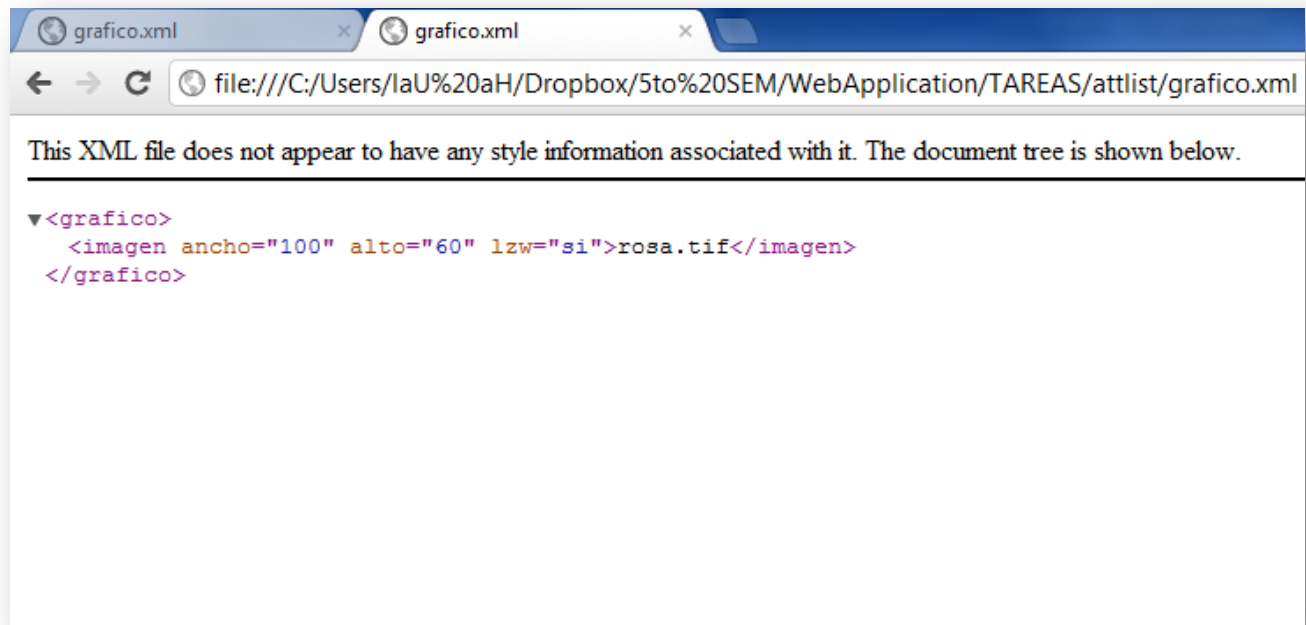 grafico.xml
grafico.xml
file:///C:/Users/laU%20aH/Dropbox/5to%20SEM/WebApplication/TAREAS/attlist/grafico.xml
This XML file does not appear to have any style information associated with it. The document tree is shown below.
<grafico>
<imagen ancho="100" alto="60" lzw="si">rosa.tif</imagen>
</grafico>